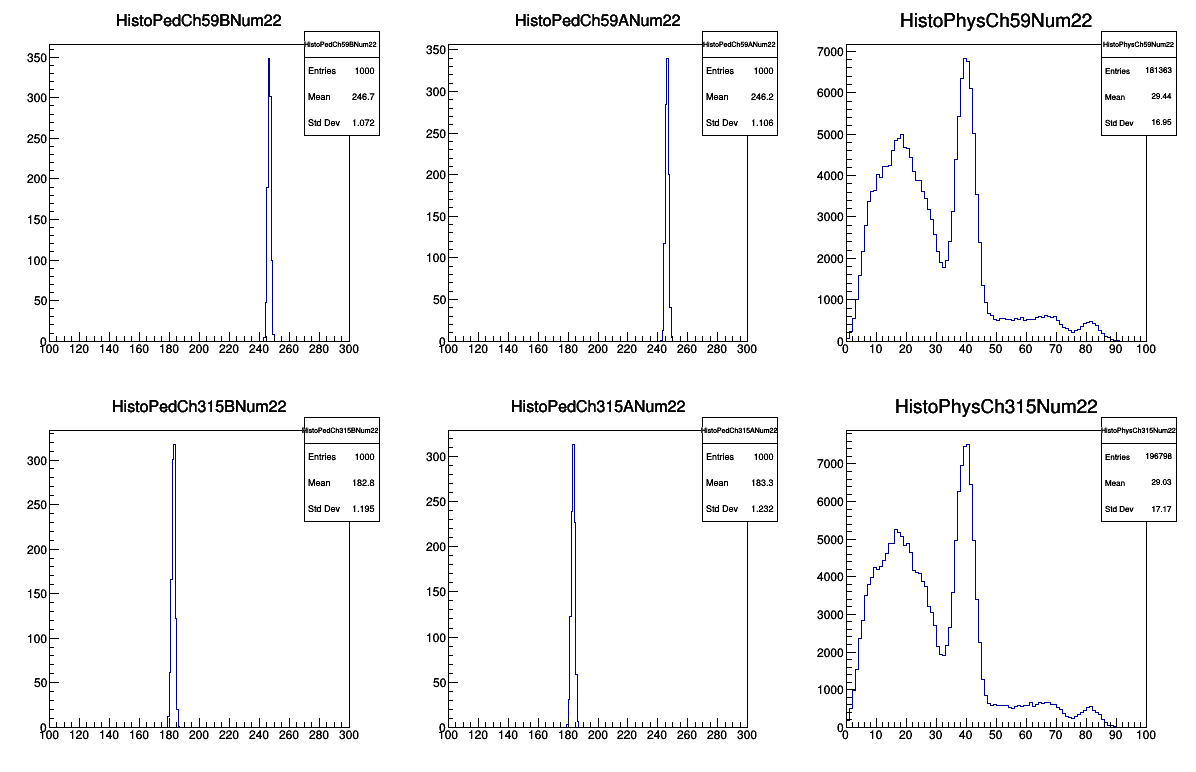 HistoPedCh59BNum22
HistoPedCh59BNum22
Entries 1000
Mean 246.7
Std Dev 1.072
350
300
250
200
150
100
50
0
100 120 140 160 180 200 220 240 260 280 300
HistoPedCh59ANum22
HistoPedCh59ANum22
Entries 1000
Mean 246.2
Std Dev 1.106
350
300
250
200
150
100
50
0
100 120 140 160 180 200 220 240 260 280 300
HistoPhysCh59Num22
HistoPhysCh59Num22
Entries 181363
Mean 29.44
Std Dev 16.95
7000
6000
5000
4000
3000
2000
1000
0
0 10 20 30 40 50 60 70 80 90 100
HistoPedCh315BNum22
HistoPedCh315BNum22
Entries 1000
Mean 182.8
Std Dev 1.195
300
250
200
150
100
50
0
100 120 140 160 180 200 220 240 260 280 300
HistoPedCh315ANum22
HistoPedCh315ANum22
Entries 1000
Mean 183.3
Std Dev 1.232
300
250
200
150
100
50
0
100 120 140 160 180 200 220 240 260 280 300
HistoPhysCh315Num22
HistoPhysCh315Num22
Entries 196798
Mean 29.03
Std Dev 17.17
7000
6000
5000
4000
3000
2000
1000
0
0 10 20 30 40 50 60 70 80 90 100